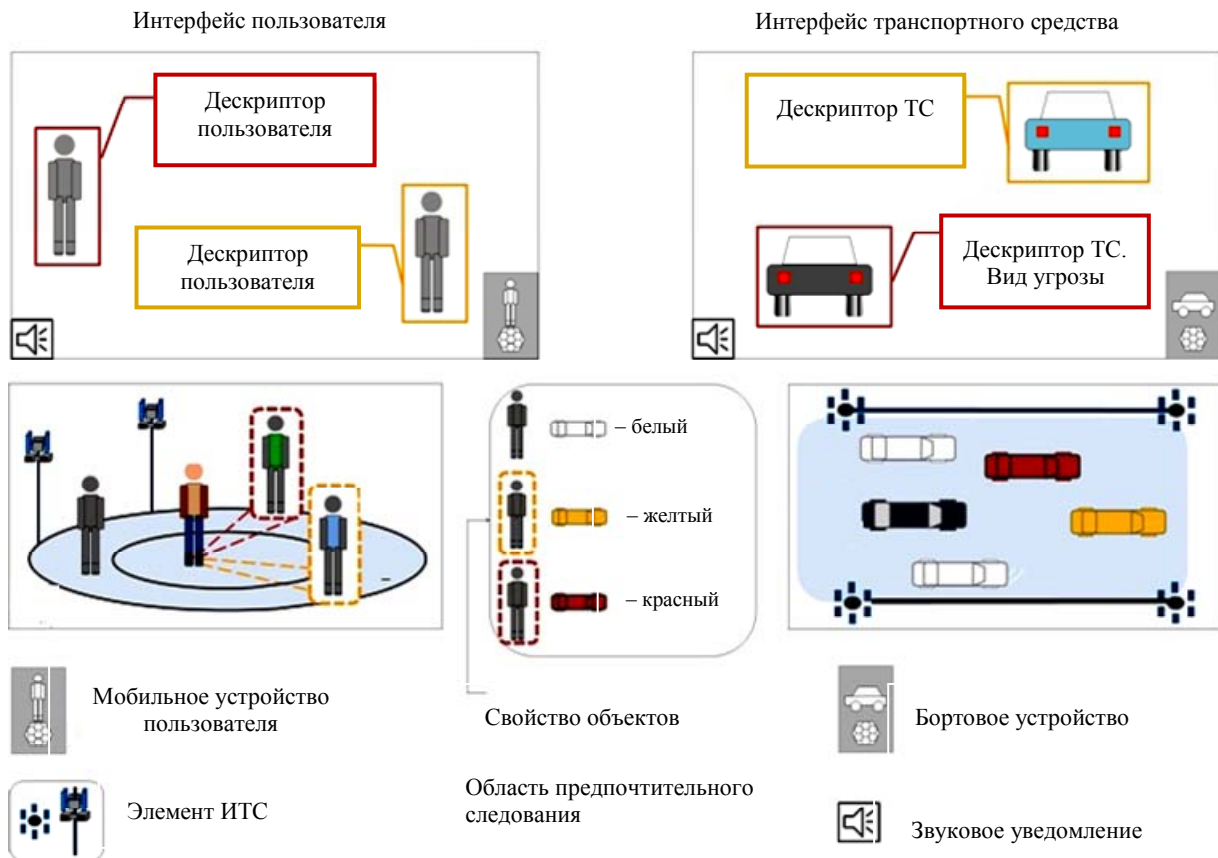 Интерфейс пользователя
Интерфейс транспортного средства
Дескриптор
пользователя
Дескриптор ТС
Дескриптор
пользователя
Дескриптор ТС.
Вид угрозы
– белый
– желтый
– красный
Мобильное устройство
пользователя
Свойство объектов
Бортовое устройство
Элемент ИТС
Область предпочтительного
следования
Звуковое уведомление